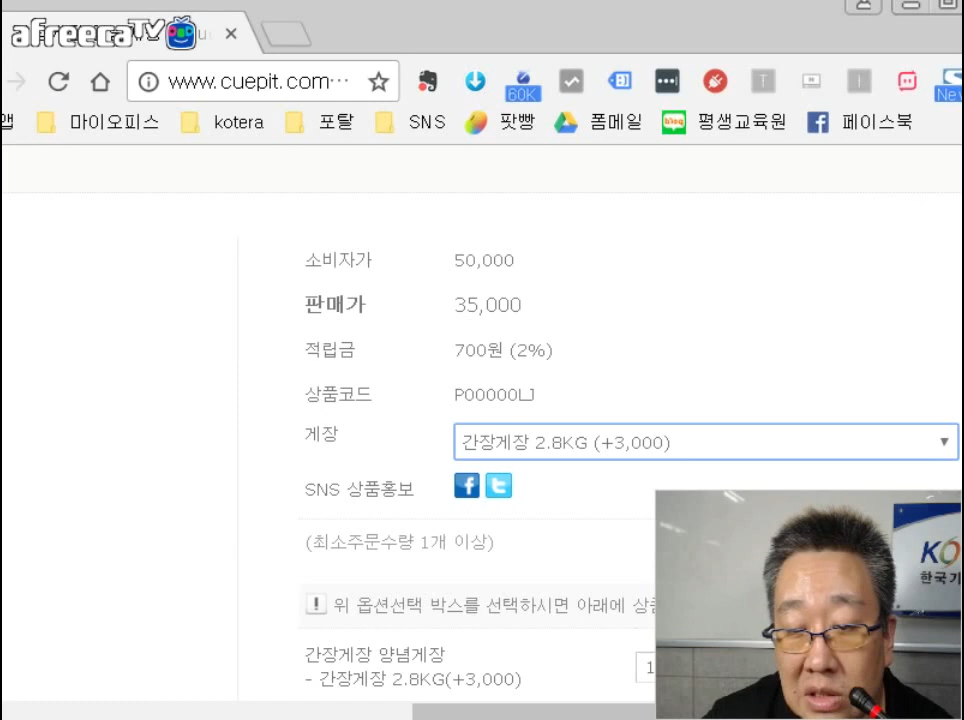 afreecaTV
www.cuepit.com···
60K
New
앱 마이오피스 kotera 포탈 SNS 팟빵 폼메일 평생교육원 페이스북
소비자가 50,000
판매가 35,000
적립금 700원 (2%)
상품코드 P00000LJ
게장 간장게장 2.8KG (+3,000)
SNS 상품홍보
(최소주문수량 1개 이상)
위 옵션선택 박스를 선택하시면 아래에
간장게장 양념게장
- 간장게장 2.8KG(+3,000)
1
KO
한국기